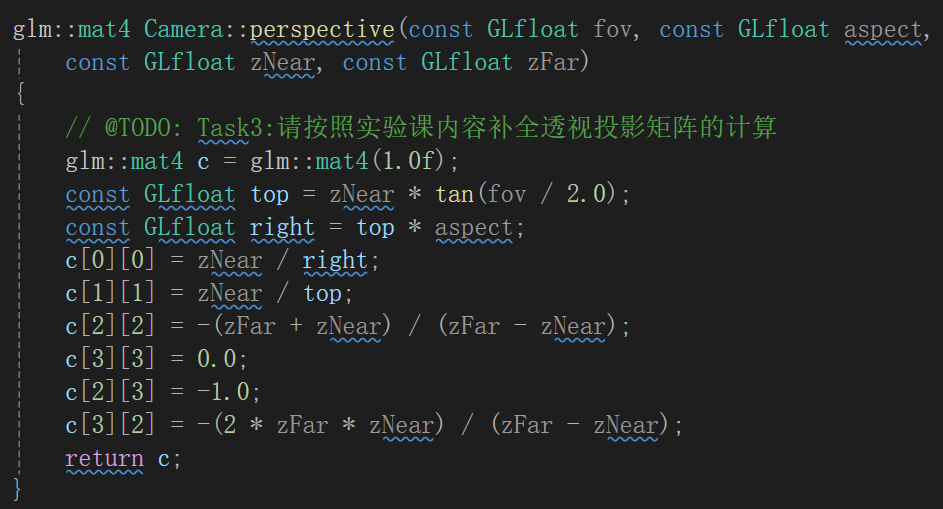 glm::mat4 Camera::perspective(const GLfloat fov, const GLfloat aspect,
const GLfloat zNear, const GLfloat zFar)
{
// @TODO: Task3:请按照实验课内容补全透视投影矩阵的计算
glm::mat4 c = glm::mat4(1.0f);
const GLfloat top = zNear * tan(fov / 2.0);
const GLfloat right = top * aspect;
c[0][0] = zNear / right;
c[1][1] = zNear / top;
c[2][2] = -(zFar + zNear) / (zFar - zNear);
c[3][3] = 0.0;
c[2][3] = -1.0;
c[3][2] = -(2 * zFar * zNear) / (zFar - zNear);
return c;
}